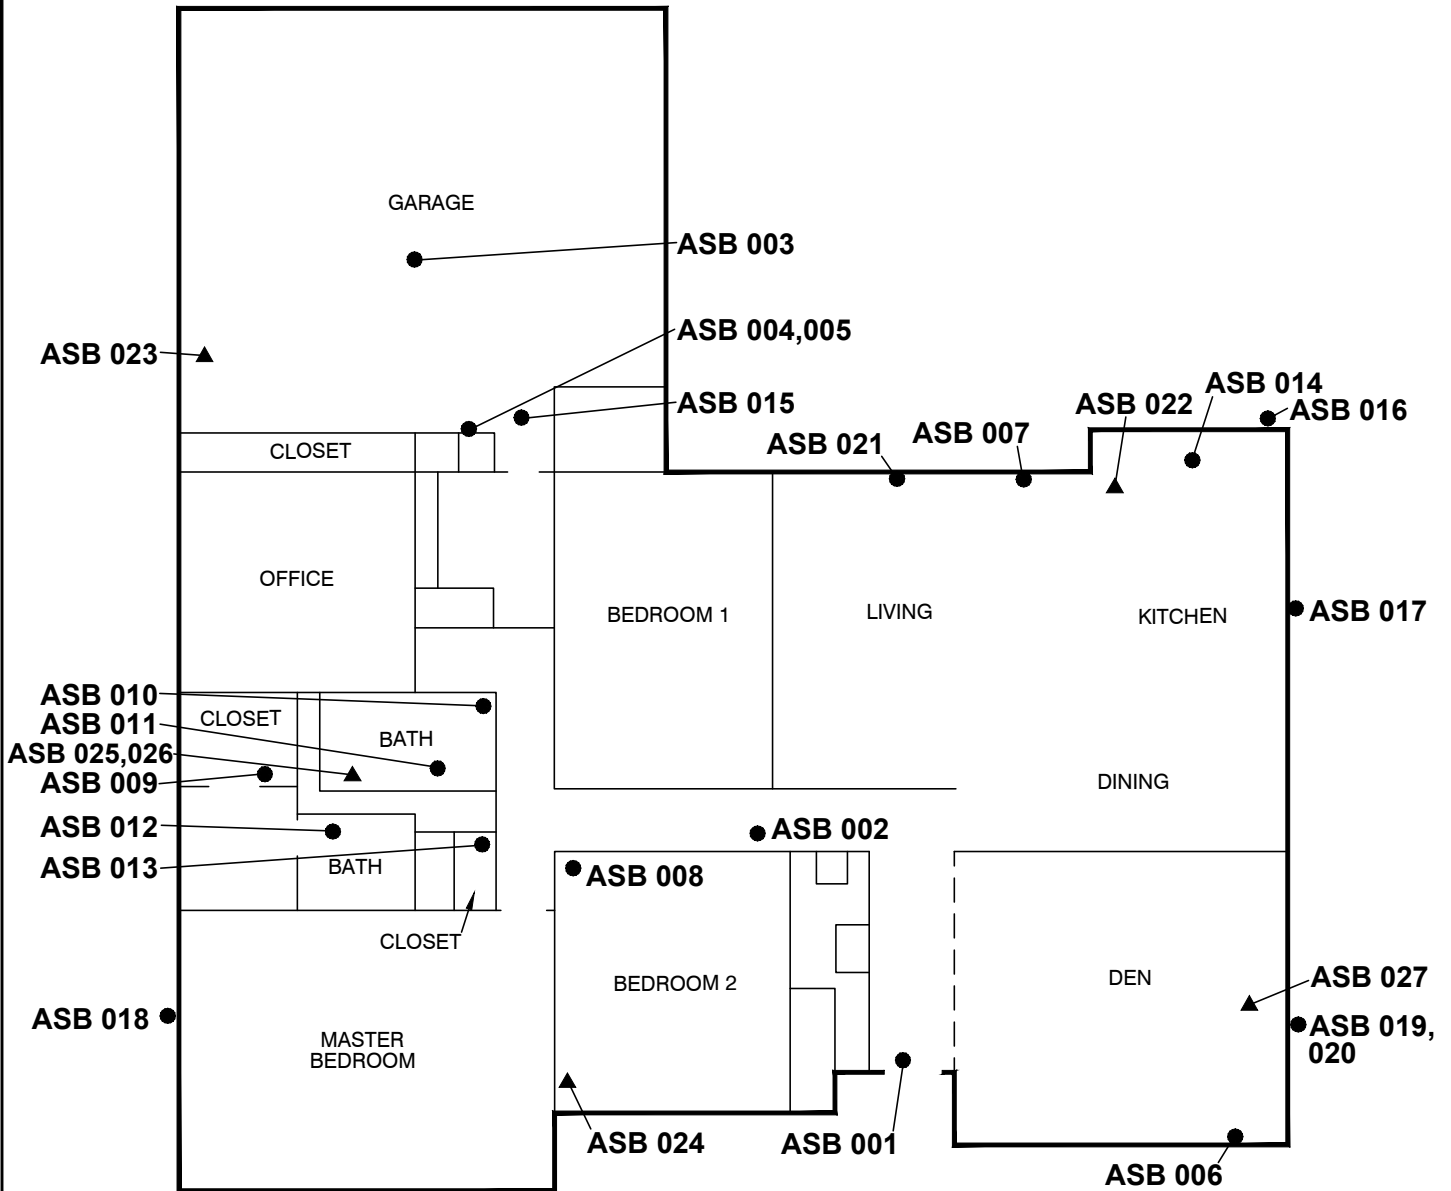 GARAGE
ASB 003
ASB 004,005
ASB 023
ASB 014
ASB 015
ASB 022
ASB 016
ASB 021
ASB 007
CLOSET
OFFICE
BEDROOM 1
LIVING
KITCHEN
ASB 017
ASB 010
CLOSET
ASB 011
BATH
ASB 025,026
ASB 009
DINING
ASB 012
ASB 002
ASB 013
BATH
ASB 008
CLOSET
BEDROOM 2
DEN
ASB 027
ASB 018
ASB 019,
020
MASTER
BEDROOM
ASB 024
ASB 001
ASB 006